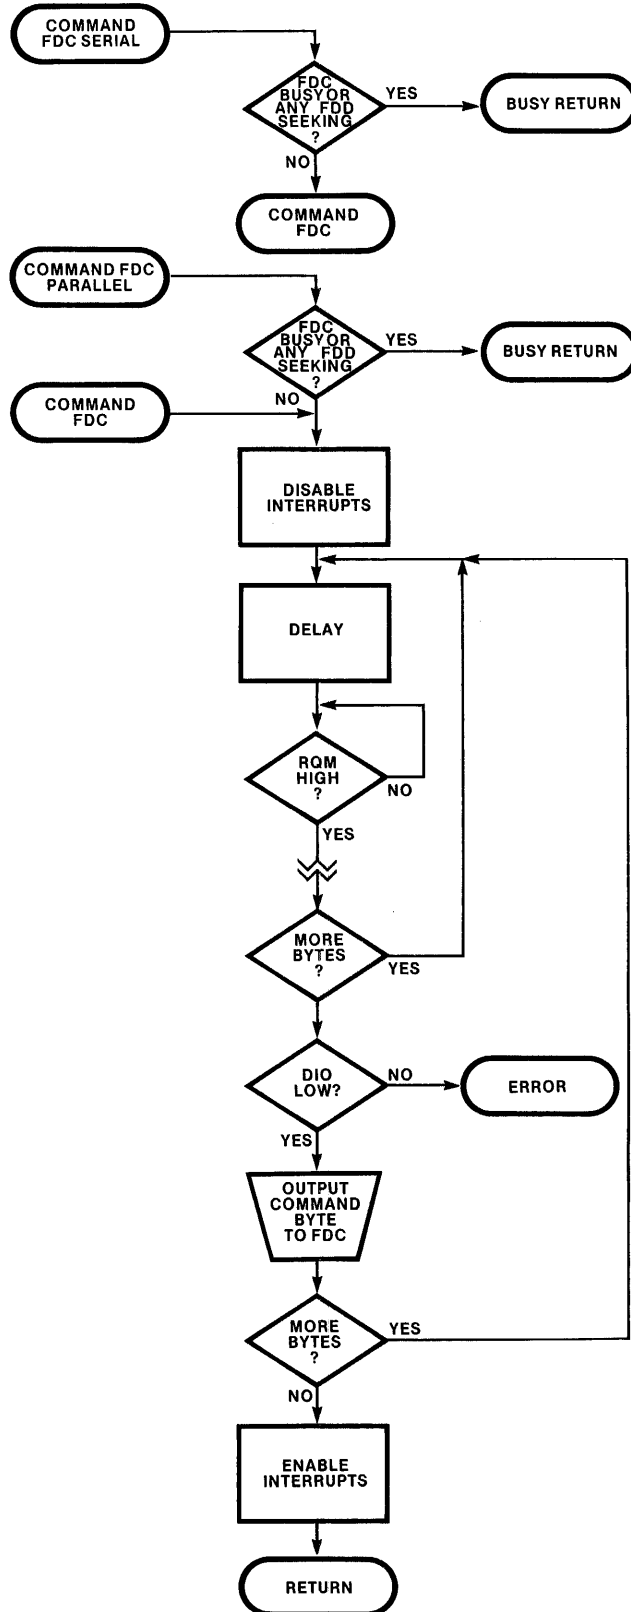 COMMAND
FDC SERIAL
FDC
BUSY OR
ANY FDD
SEEKING
?
YES
BUSY RETURN
NO
COMMAND
FDC
COMMAND FDC
PARALLEL
FDC
BUSY OR
ANY FDD
SEEKING
?
YES
BUSY RETURN
NO
COMMAND
FDC
DISABLE
INTERRUPTS
DELAY
RQM
HIGH
?
NO
YES
MORE
BYTES
?
YES
DIO
LOW?
NO
ERROR
YES
OUTPUT
COMMAND
BYTE
TO FDC
MORE
BYTES
?
YES
NO
ENABLE
INTERRUPTS
RETURN